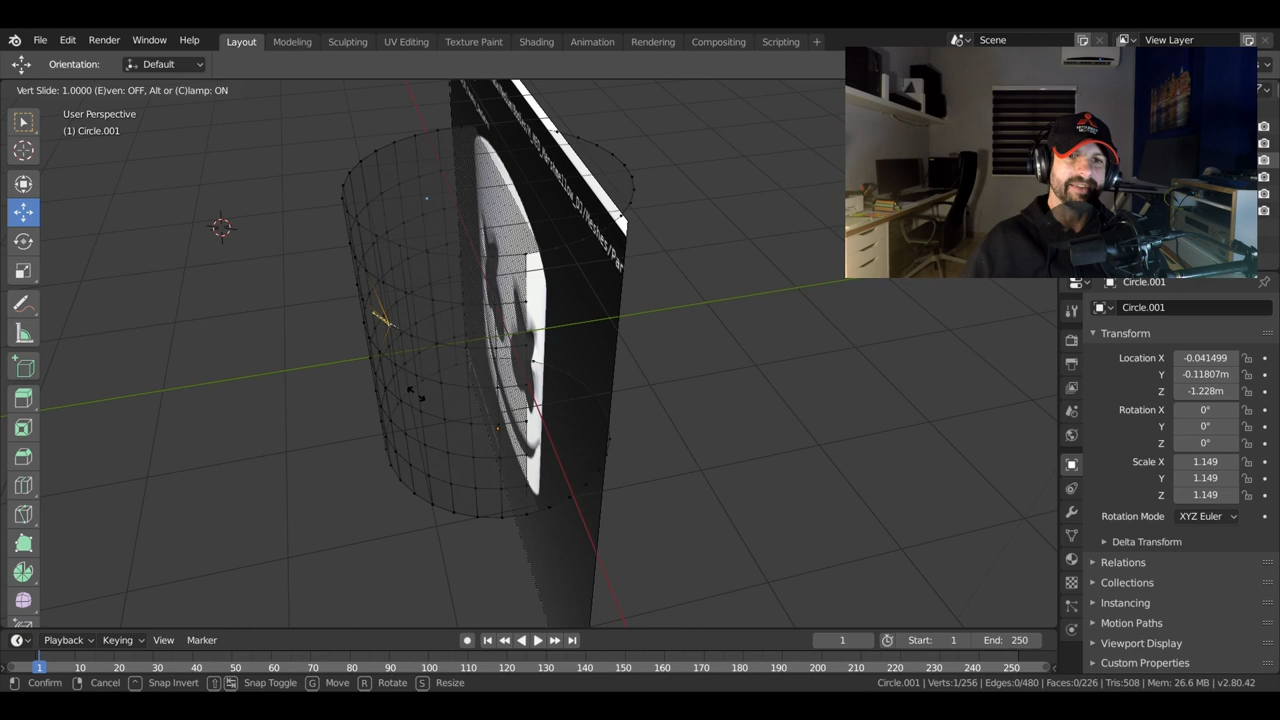 File Edit Render Window Help Layout Modeling Sculpting UV Editing Texture Paint Shading Animation Rendering Compositing Scripting + Scene View Layer
Orientation: Default
Vert Slide: 1.0000 (E)ven: OFF, Alt or (C)lamp: ON
User Perspective
(1) Circle.001
Circle.001
Circle.001
Transform
Location X -0.041499
Y -0.11807m
Z -1.228m
Rotation X 0°
Y 0°
Z 0°
Scale X 1.149
Y 1.149
Z 1.149
Rotation Mode XYZ Euler
Delta Transform
Relations
Collections
Instancing
Motion Paths
Viewport Display
Custom Properties
Playback Keying View Marker 1 Start: 1 End: 250
1 10 20 30 40 50 60 70 80 90 100 110 120 130 140 150 160 170 180 190 200 210 220 230 240 250
Confirm Cancel Snap Invert Snap Toggle G Move R Rotate S Resize Circle.001 | Verts:1/256 | Edges:0/480 | Faces:0/226 | Tris:508 | Mem: 26.6 MB | v2.80.42